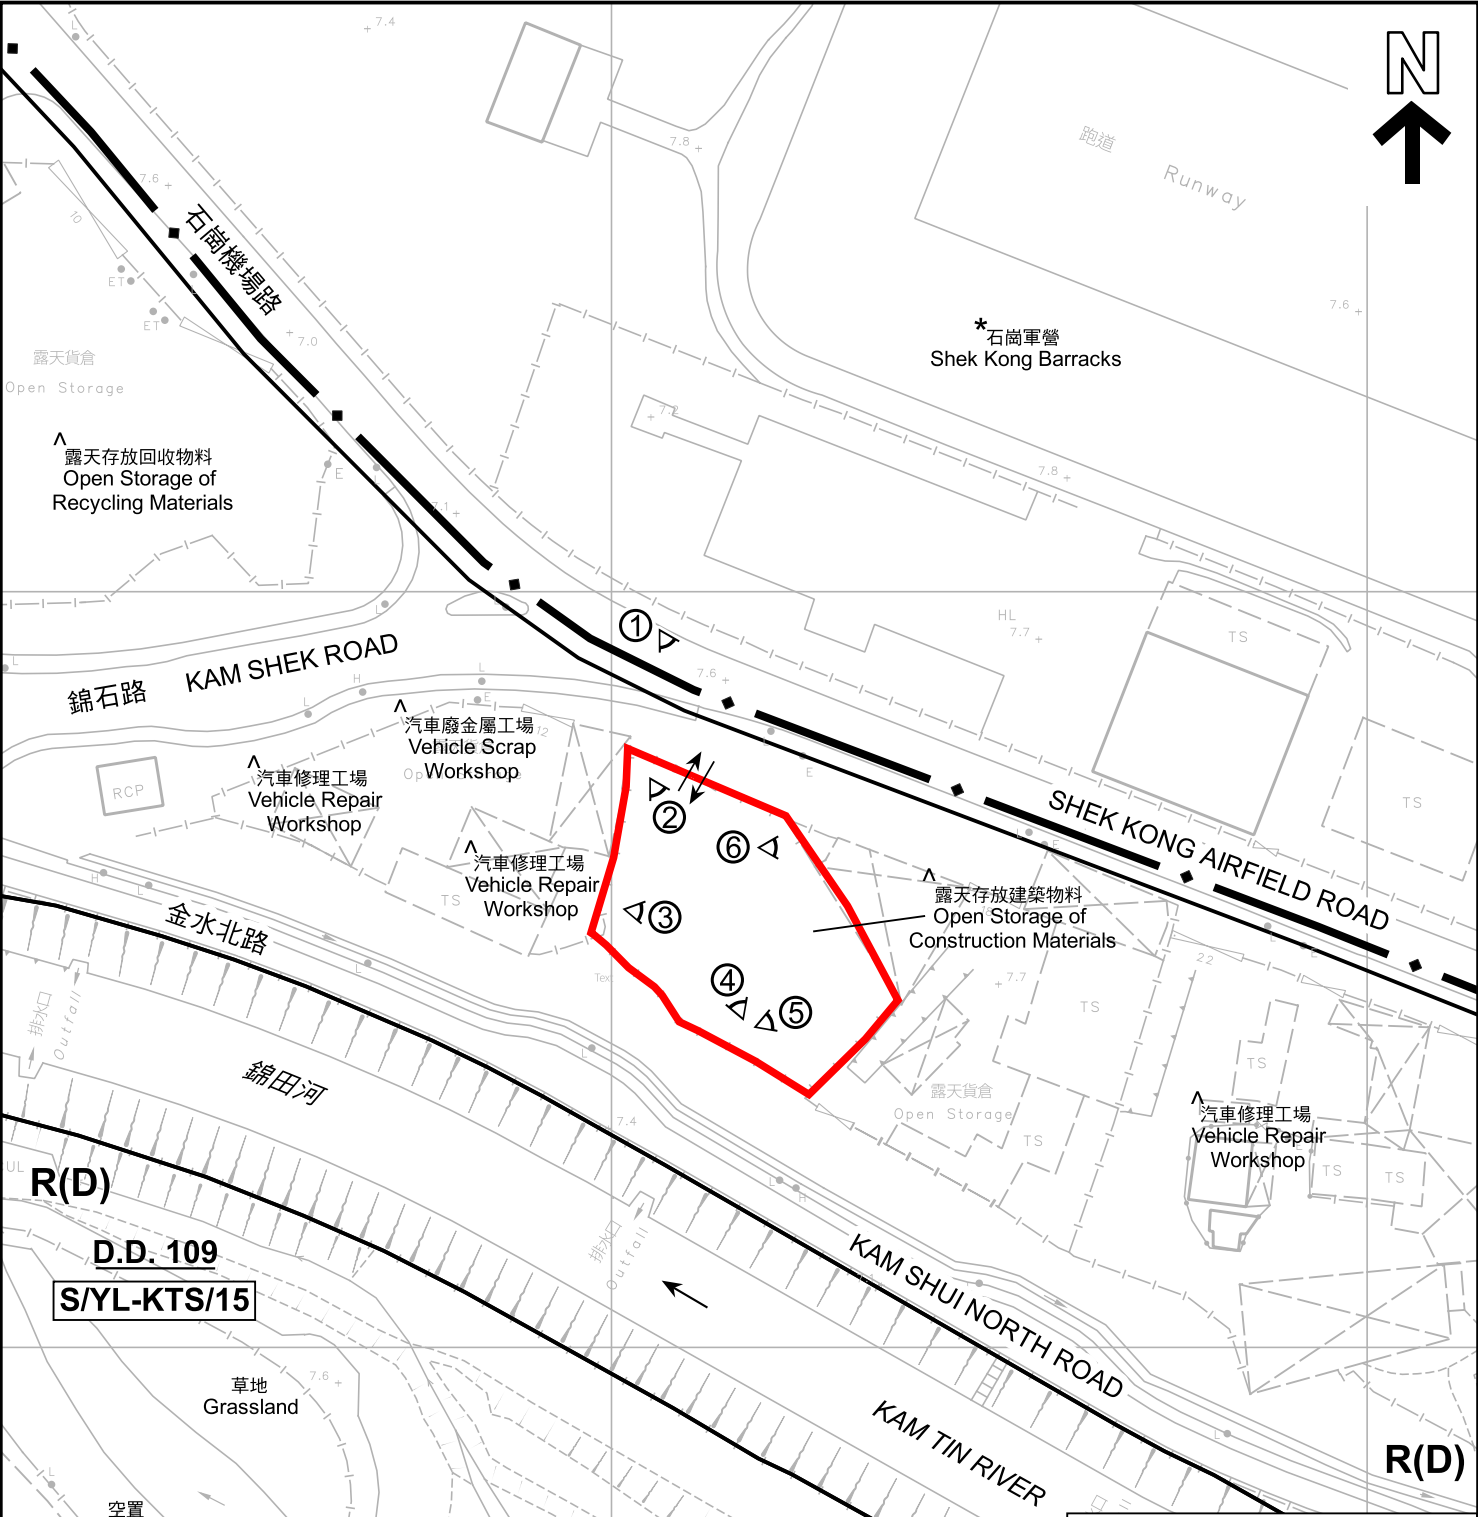 N
7.4
7.8
跑道
Runway
7.6
10
石崗機場路
ET
ET
7.0
7.6
*石崗軍營
Shek Kong Barracks
露天貨倉
Open Storage
7.2
^
露天存放回收物料
Open Storage of
Recycling Materials
E
7.8
7.1
HL
7.7
TS
①
7.6
錦石路 KAM SHEK ROAD
L
H
L
E
^
汽車廢金屬工場
Vehicle Scrap
Workshop
12
^
汽車修理工場
Vehicle Repair
Workshop
RCP
②
⑥
E
TS
SHEK KONG AIRFIELD ROAD
^
汽車修理工場
Vehicle Repair
Workshop
TS
③
^
露天存放建築物料
Open Storage of
Construction Materials
金水北路
H
L
④
⑤
7.7
22
TS
TS
排水口
Outfall
錦田河
露天貨倉
Open Storage
7.4
TS
^
汽車修理工場
Vehicle Repair
Workshop
TS
TS
UL
R(D)
D.D. 109
S/YL-KTS/15
排水口
Outfall
KAM SHUI NORTH ROAD
7.6
草地
Grassland
KAM TIN RIVER
R(D)
空置